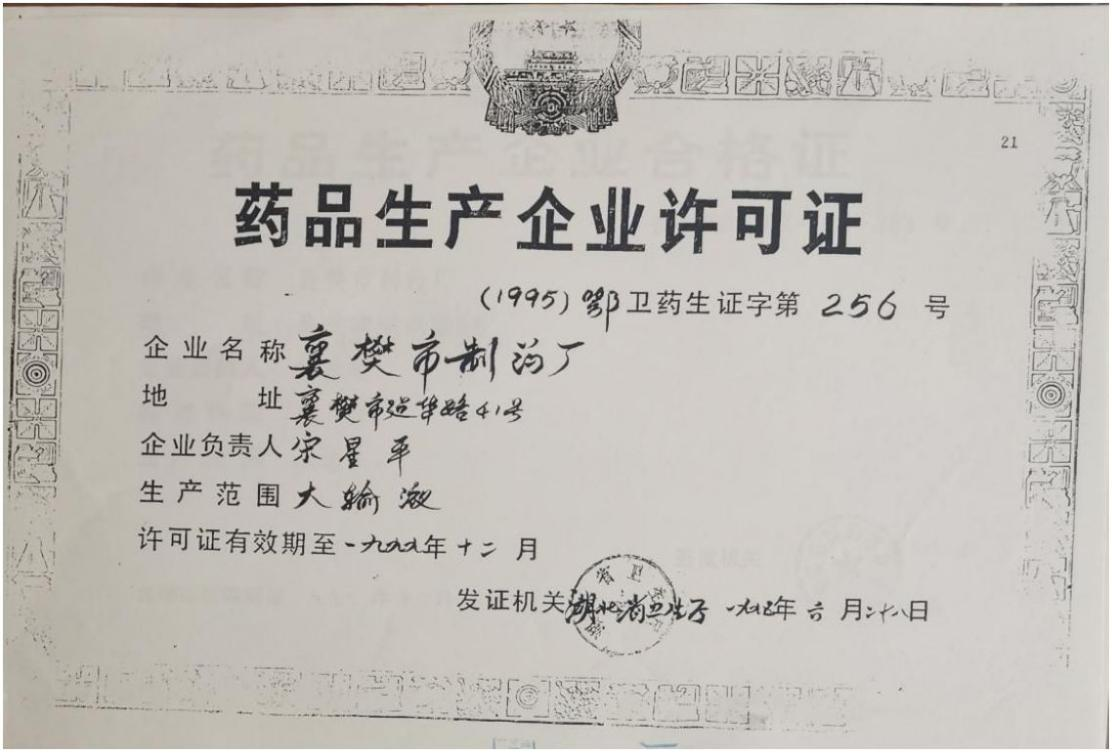 21
药品生产企业许可证
(1995)鄂卫药生证字第 256 号
企业名称 襄樊市制药厂
地 址 襄樊市运华路41号
企业负责人 宋星平
生产范围 大输液
许可证有效期至一九九九年十二月
发证机关 湖北省卫生厅 一九九五年六月二十八日